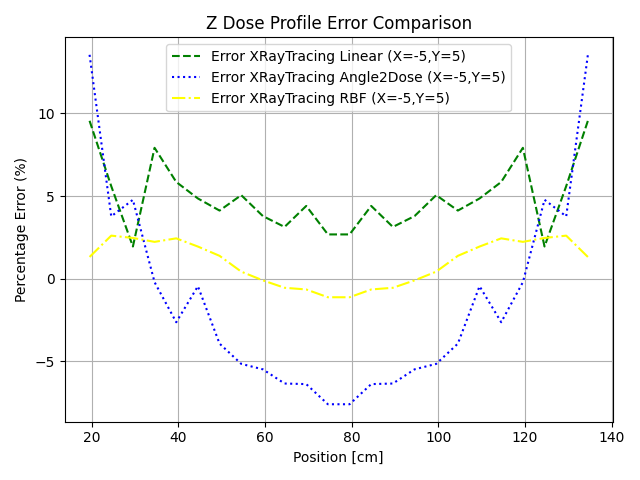 Z Dose Profile Error Comparison
Error XRayTracing Linear (X=-5,Y=5)
Error XRayTracing Angle2Dose (X=-5,Y=5)
Error XRayTracing RBF (X=-5,Y=5)
Percentage Error (%)
10
5
0
−5
20 40 60 80 100 120 140
Position [cm]